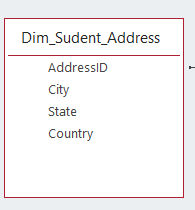 Dim_Sudent_Address
AddressID
City
State
Country